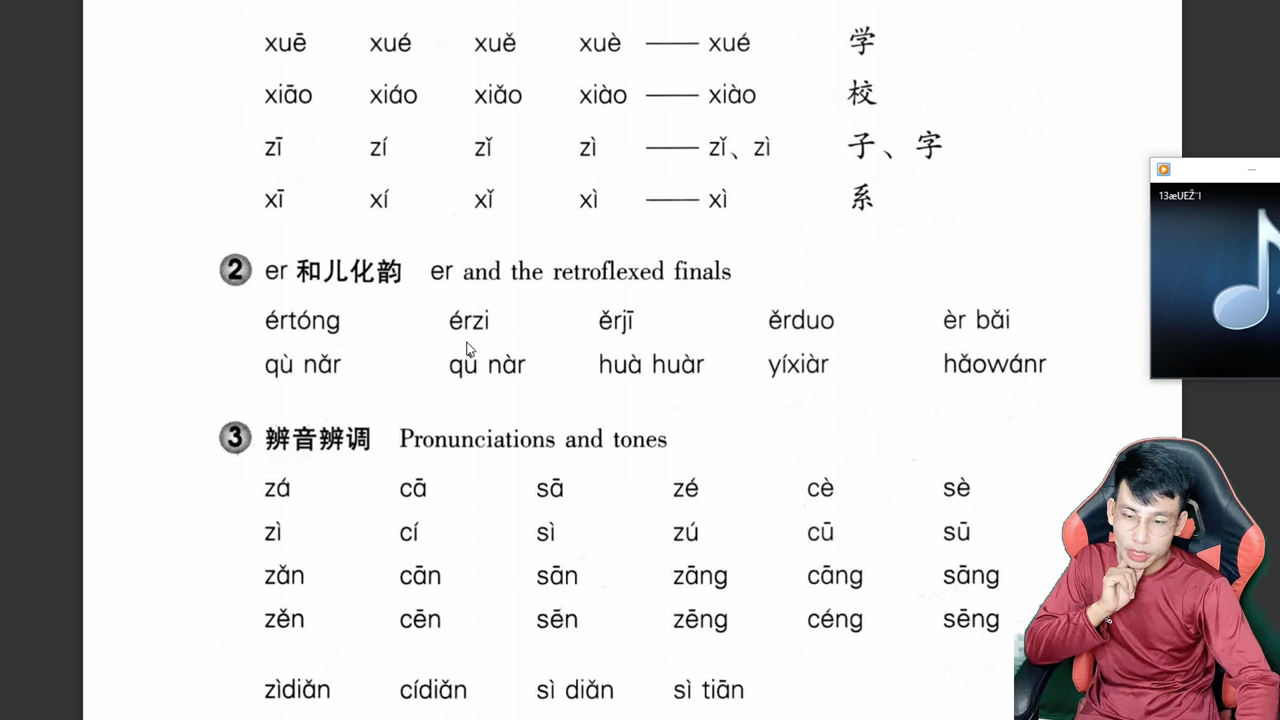 xuē xué xuě xuè —— xué 学
xiāo xiáo xiǎo xiào —— xiào 校
zī zí zǐ zì —— zǐ、zì 子、字
xī xí xǐ xì —— xì 系
2 er 和儿化韵 er and the retroflexed finals
értóng érzi ěrjī ěrduo èr bǎi
qù nǎr qù nàr huà huàr yíxiàr hǎowánr
3 辨音辨调 Pronunciations and tones
zá cā sā zé cè sè
zì cí sì zú cū sū
zǎn cān sān zāng cāng sāng
zěn cēn sēn zēng céng sēng
zìdiǎn cídiǎn sì diǎn sì tiān
13æUEŽ¨l